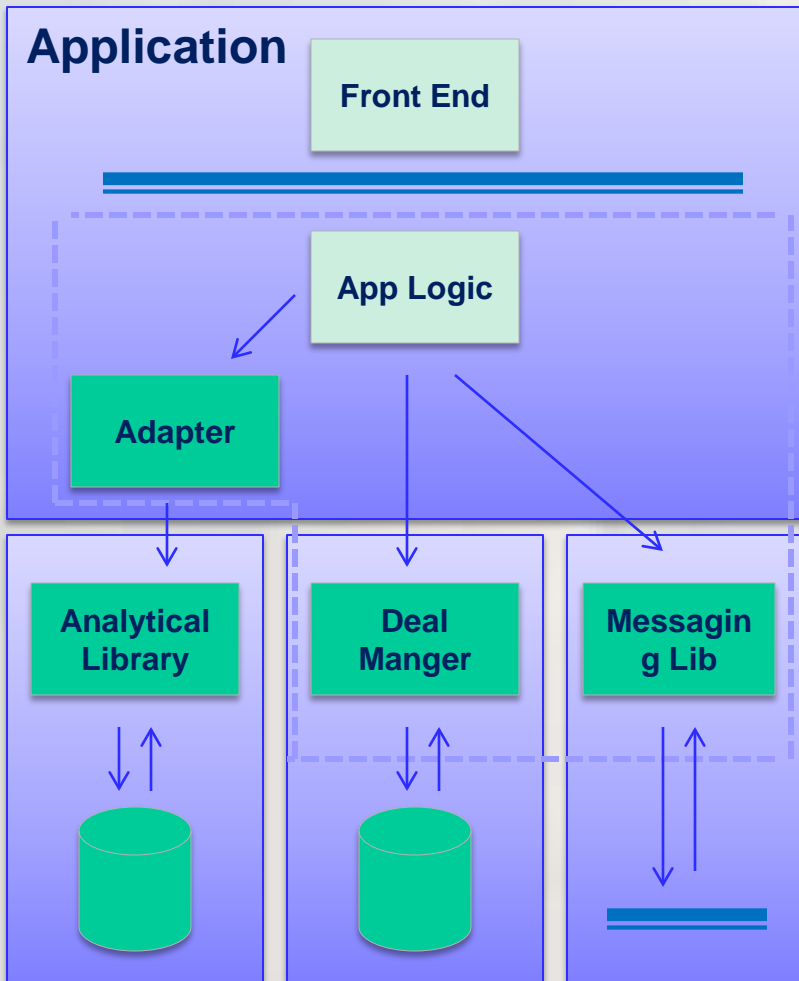 Application
Front End
App Logic
Adapter
Analytical
Library
Deal
Manger
Messagin
g Lib